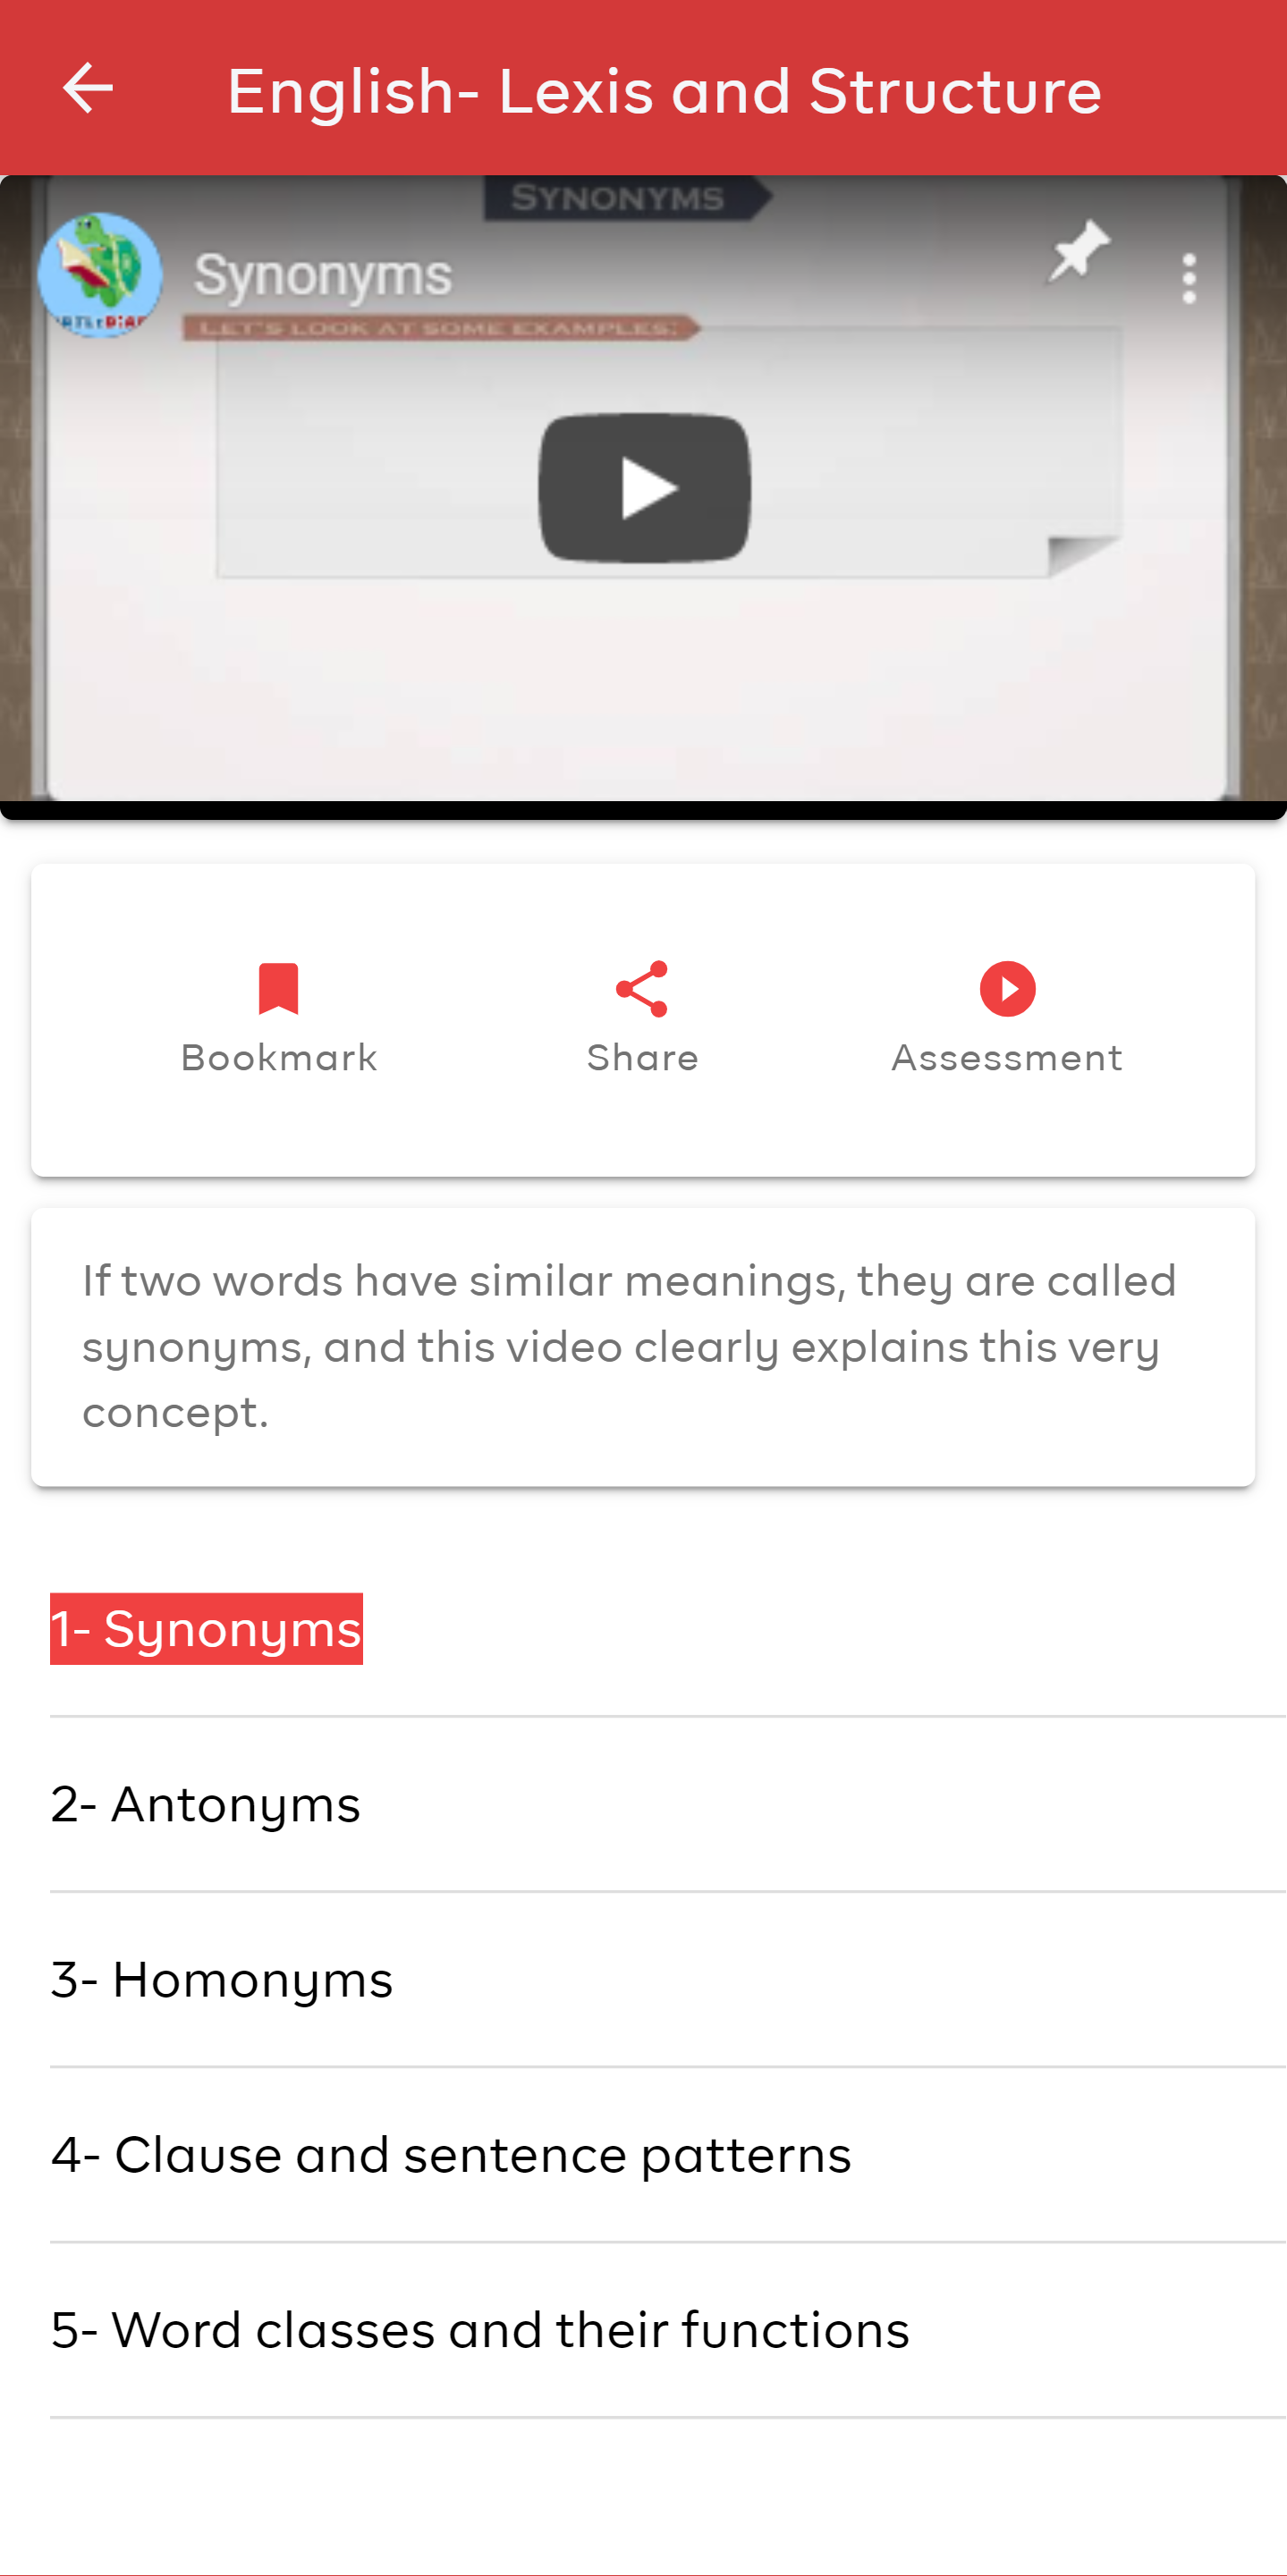 English- Lexis and Structure
SYNONYMS
Synonyms
LET'S LOOK AT SOME EXAMPLES:
Bookmark
Share
Assessment
If two words have similar meanings, they are called
synonyms, and this video clearly explains this very
concept.
1- Synonyms
2- Antonyms
3- Homonyms
4- Clause and sentence patterns
5- Word classes and their functions